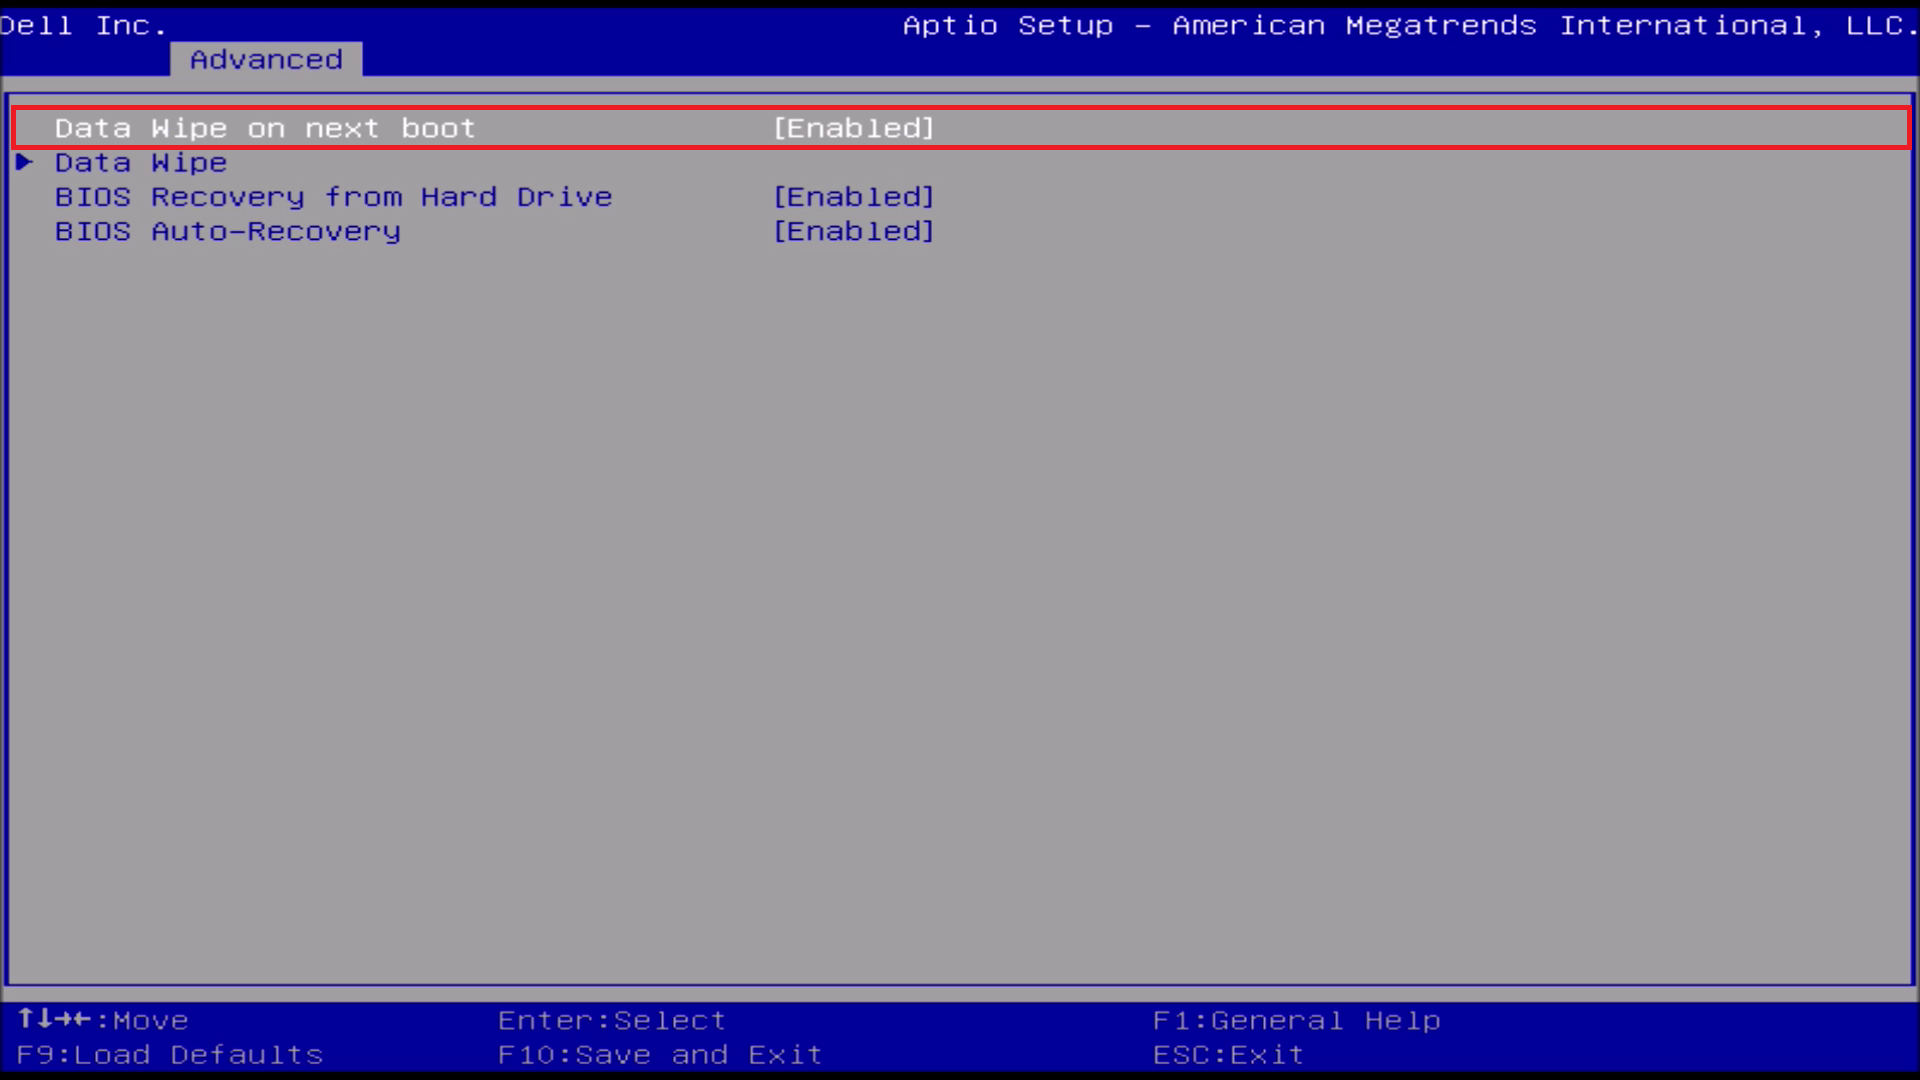 Dell Inc.
Aptio Setup - American Megatrends International, LLC.
Advanced
Data Wipe on next boot [Enabled]
▶ Data Wipe
BIOS Recovery from Hard Drive [Enabled]
BIOS Auto-Recovery [Enabled]
↑↓→←:Move Enter:Select F1:General Help
F9:Load Defaults F10:Save and Exit ESC:Exit